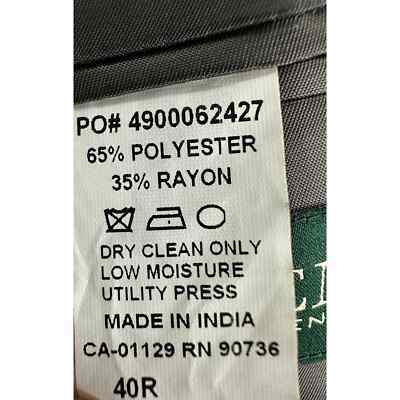 PO# 4900062427
65% POLYESTER
35% RAYON
DRY CLEAN ONLY
LOW MOISTURE
UTILITY PRESS
MADE IN INDIA
CA-01129 RN 90736
40R